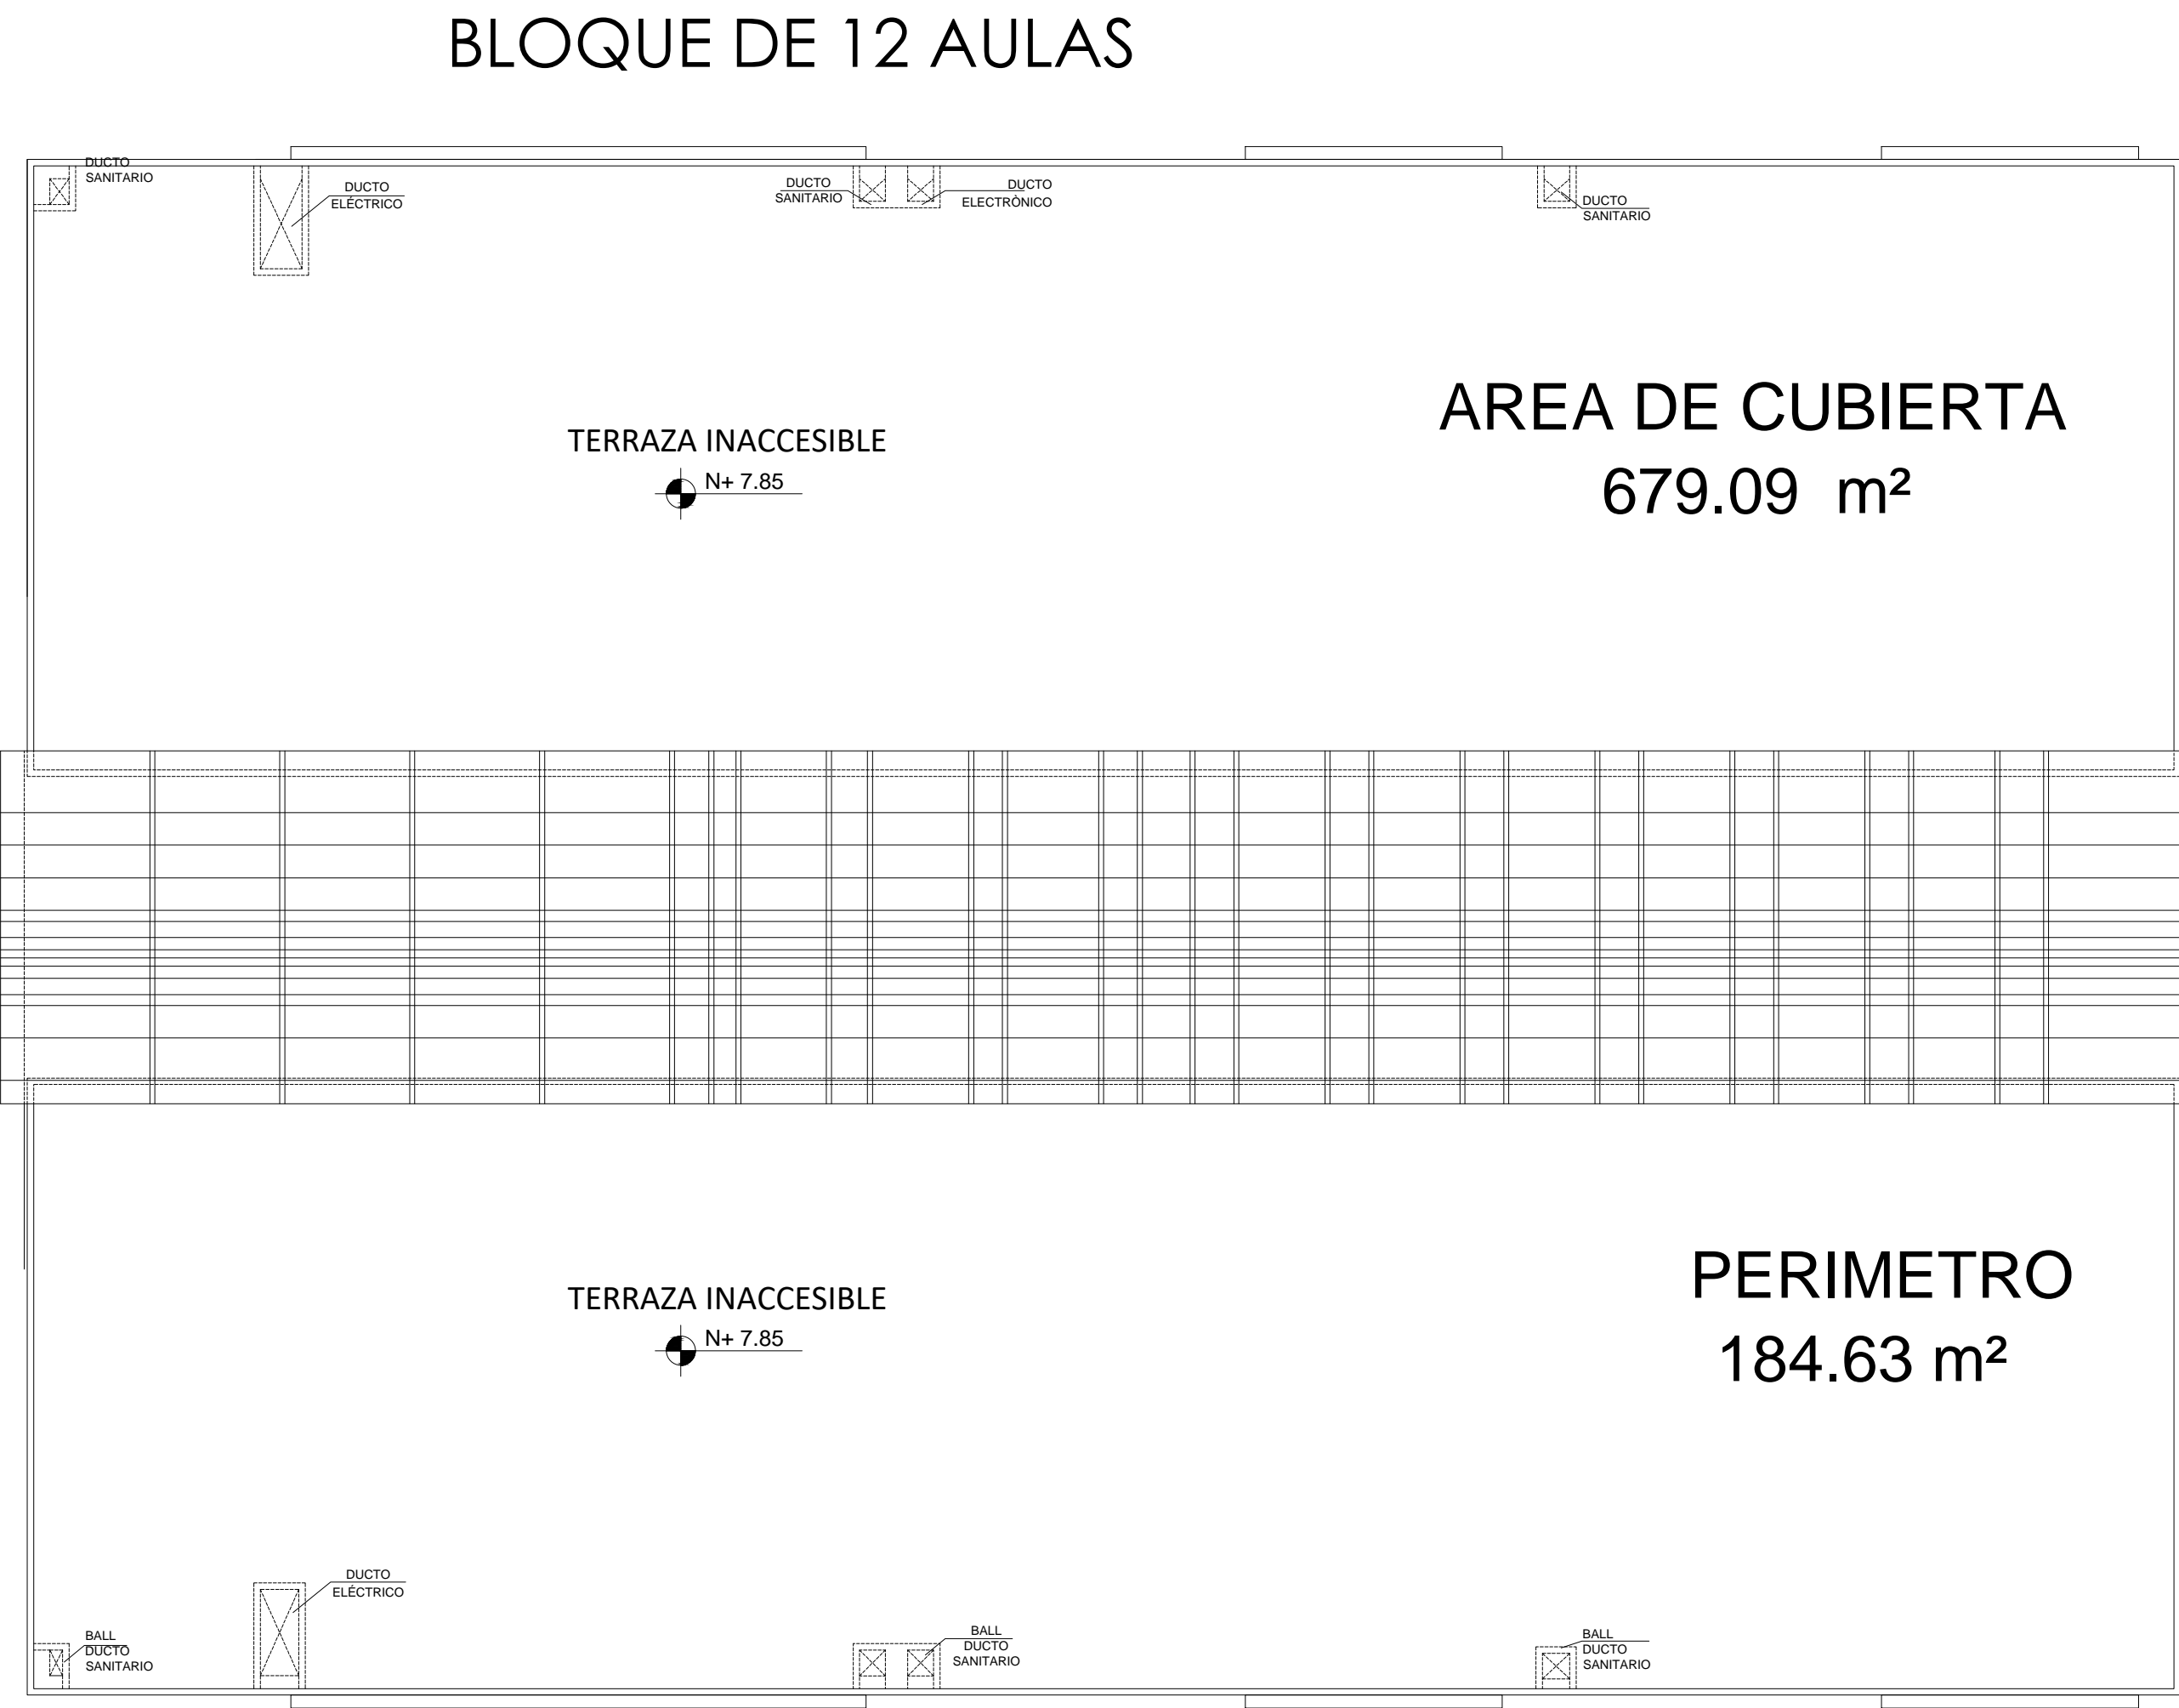 BLOQUE DE 12 AULAS
DUCTO
SANITARIO
DUCTO
ELÉCTRICO
DUCTO
SANITARIO
DUCTO
ELECTRÒNICO
DUCTO
SANITARIO
AREA DE CUBIERTA
679.09 m²
TERRAZA INACCESIBLE
N+ 7.85
PERIMETRO
184.63 m²
TERRAZA INACCESIBLE
N+ 7.85
DUCTO
ELÉCTRICO
BALL
DUCTO
SANITARIO
BALL
DUCTO
SANITARIO
BALL
DUCTO
SANITARIO